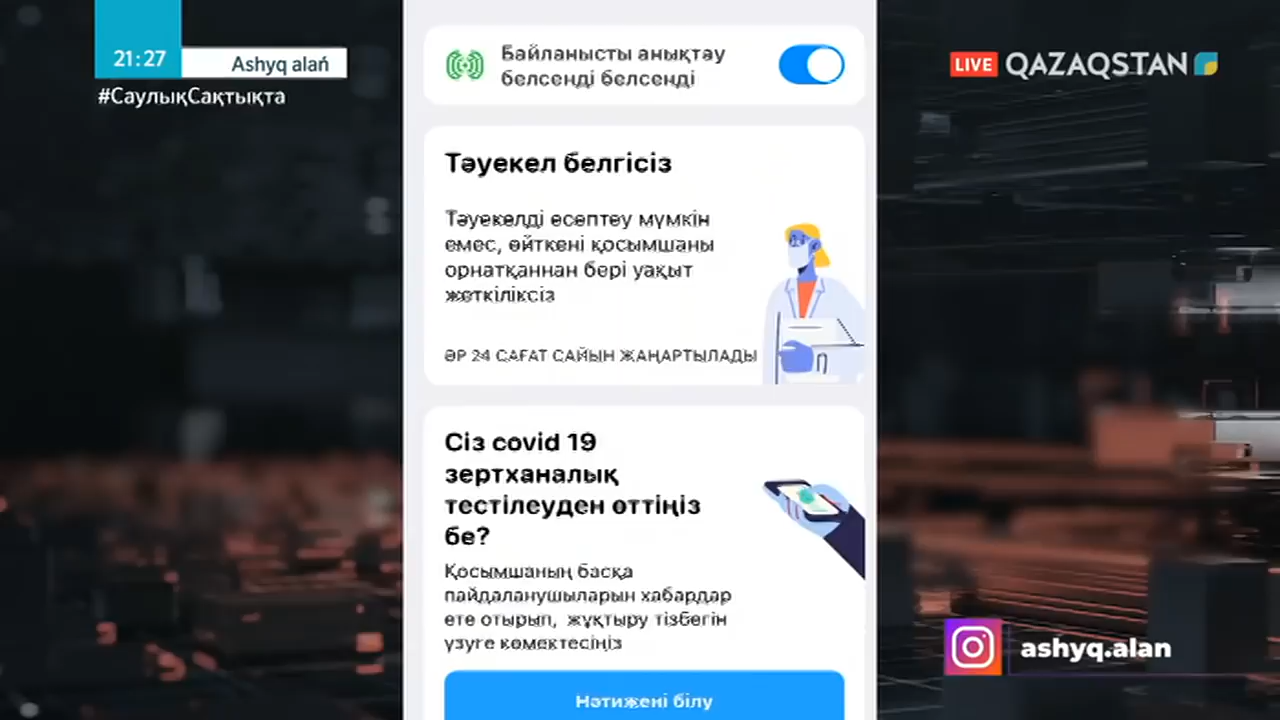 21:27
Ashyq alań
#СаулықСақтықта
LIVE QAZAQSTAN
Байланысты анықтау
белсенді белсенді
Тәуекел белгісіз
Тәуекелді есептеу мүмкін
емес, өйткені қосымшаны
орнатқаннан бері уақыт
жеткіліксіз
ӘР 24 САҒАТ САЙЫН ЖАҢАРТЫЛАДЫ
Сіз covid 19
зертханалық
тестілеуден өттіңіз
бе?
Қосымшаның басқа
пайдаланушыларын хабардар
ете отырып, жұқтыру тізбегін
үзуге көмектесіңіз
Нәтижені білу
ashyq.alan